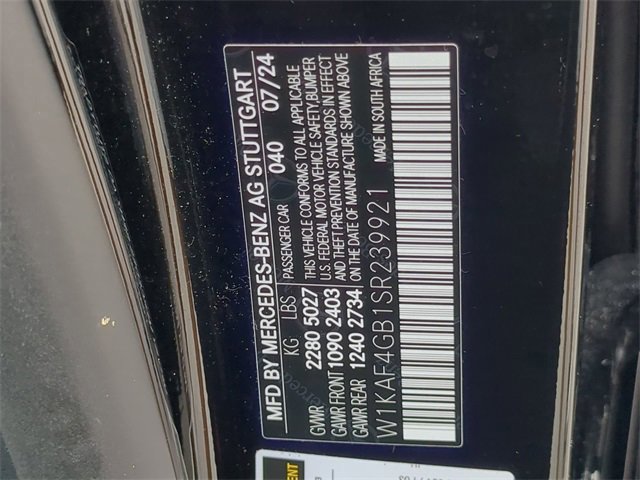 MFD BY MERCEDES-BENZ AG STUTTGART
040 07/24
KG LBS PASSENGER CAR
GVWR 2280 5027 THIS VEHICLE CONFORMS TO ALL APPLICABLE
U.S. FEDERAL MOTOR VEHICLE SAFETY,BUMPER
GAWR FRONT 1090 2403 AND THEFT PREVENTION STANDARDS IN EFFECT
GAWR REAR 1240 2734 ON THE DATE OF MANUFACTURE SHOWN ABOVE
W1KAF4GB1SR239921 MADE IN SOUTH AFRICA